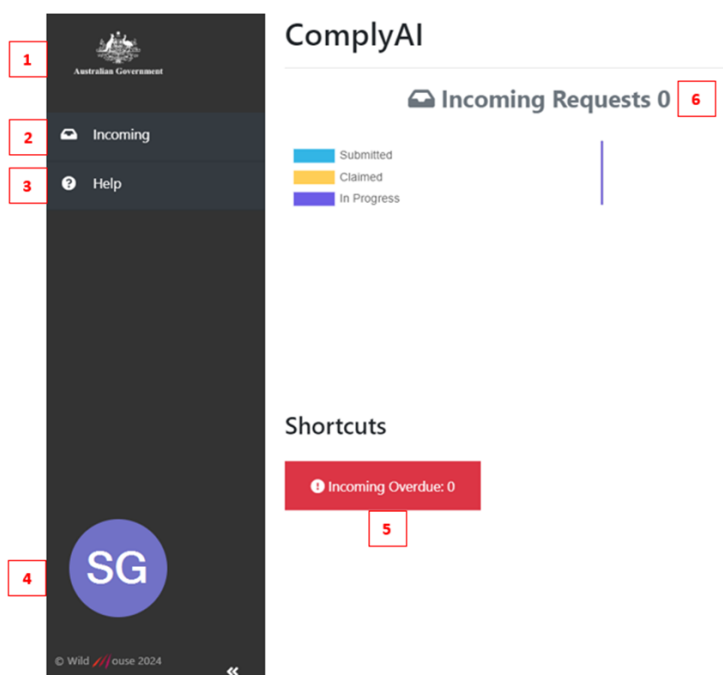 1
Australian Government
2
Incoming
3
Help
4
SG
© Wild Mouse 2024
«
ComplyAI
Incoming Requests 0
6
Submitted
Claimed
In Progress
Shortcuts
Incoming Overdue: 0
5